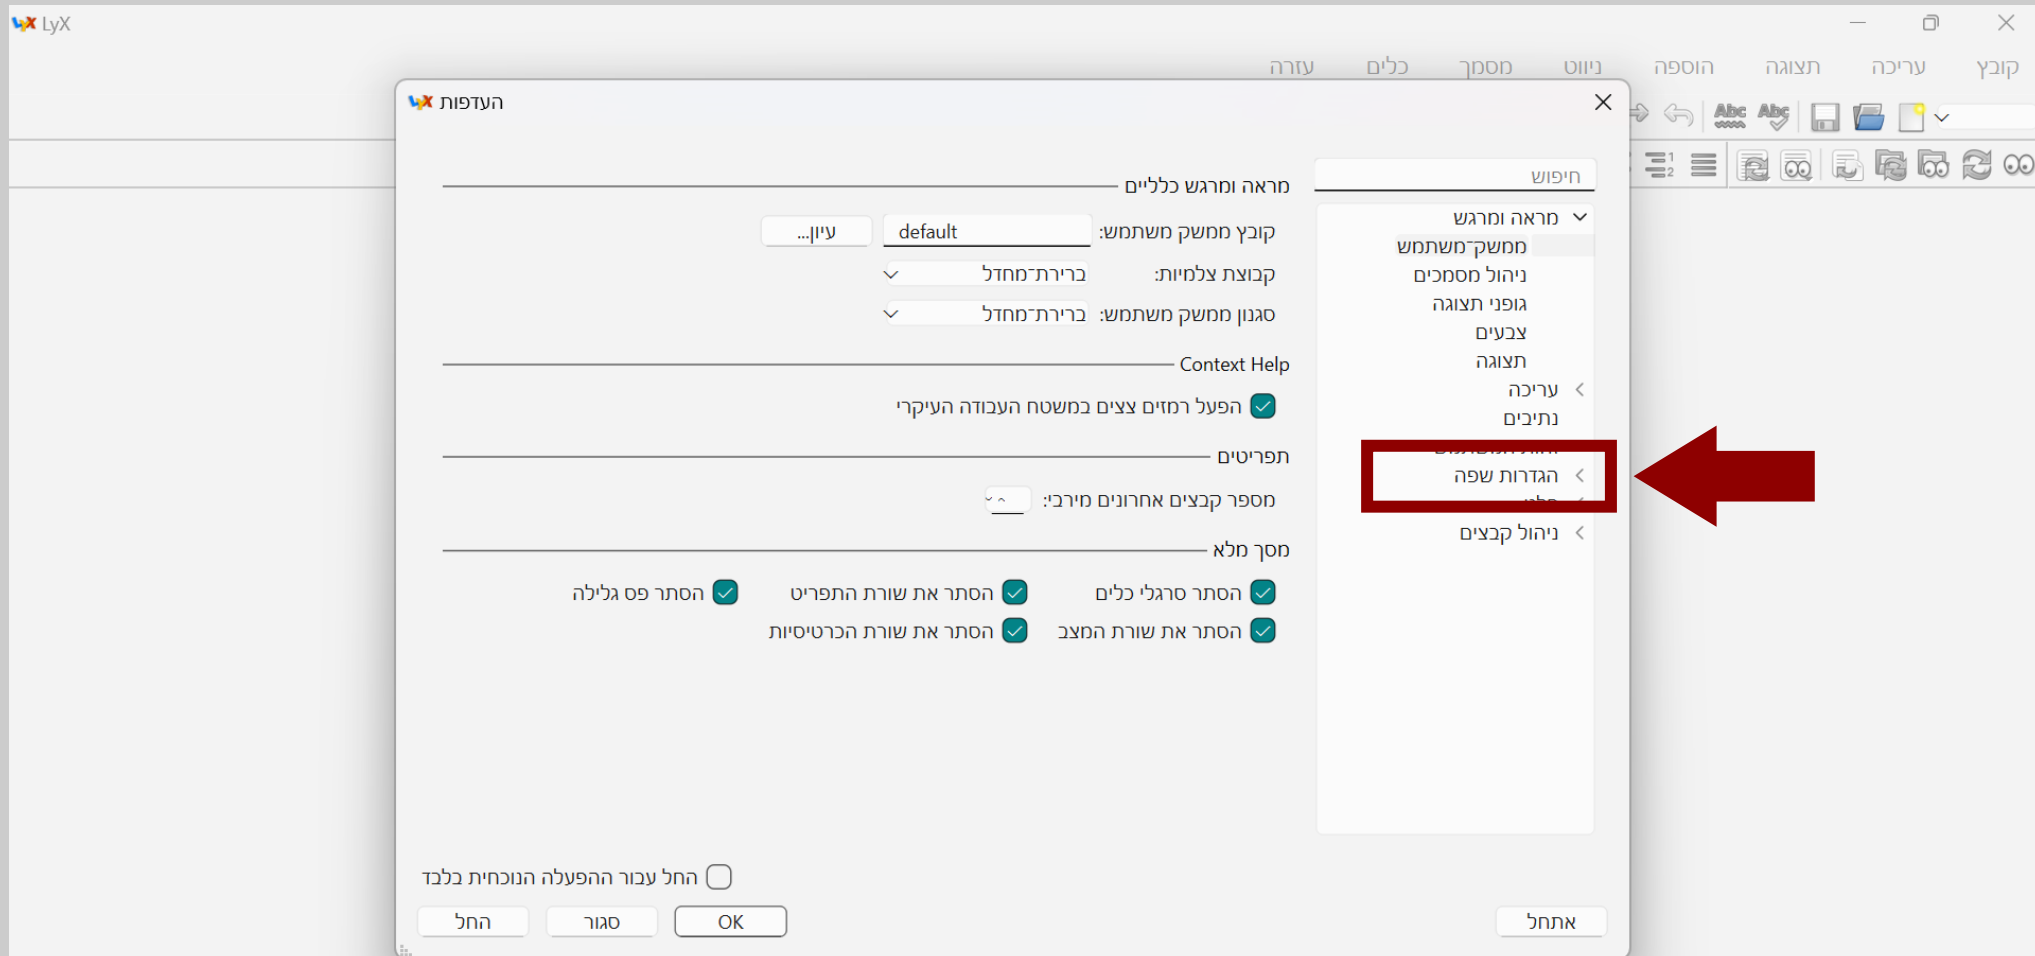 LyX
קובץ עריכה תצוגה הוספה ניווט מסמך כלים עזרה
העדפות
Abc Abc
חיפוש
מראה ומרגש
ממשק־משתמש
ניהול מסמכים
גופני תצוגה
צבעים
תצוגה
עריכה
נתיבים
הגדרות שפה
ניהול קבצים
מראה ומרגש כלליים
קובץ ממשק משתמש: default עיון...
קבוצת צלמיות: ברירת־מחדל
סגנון ממשק משתמש: ברירת־מחדל
Context Help
הפעל רמזים צצים במשטח העבודה העיקרי
תפריטים
מספר קבצים אחרונים מירבי:
מסך מלא
הסתר סרגלי כלים הסתר את שורת התפריט הסתר פס גלילה
הסתר את שורת המצב הסתר את שורת הכרטיסיות
החל עבור ההפעלה הנוכחית בלבד
אתחל OK סגור החל